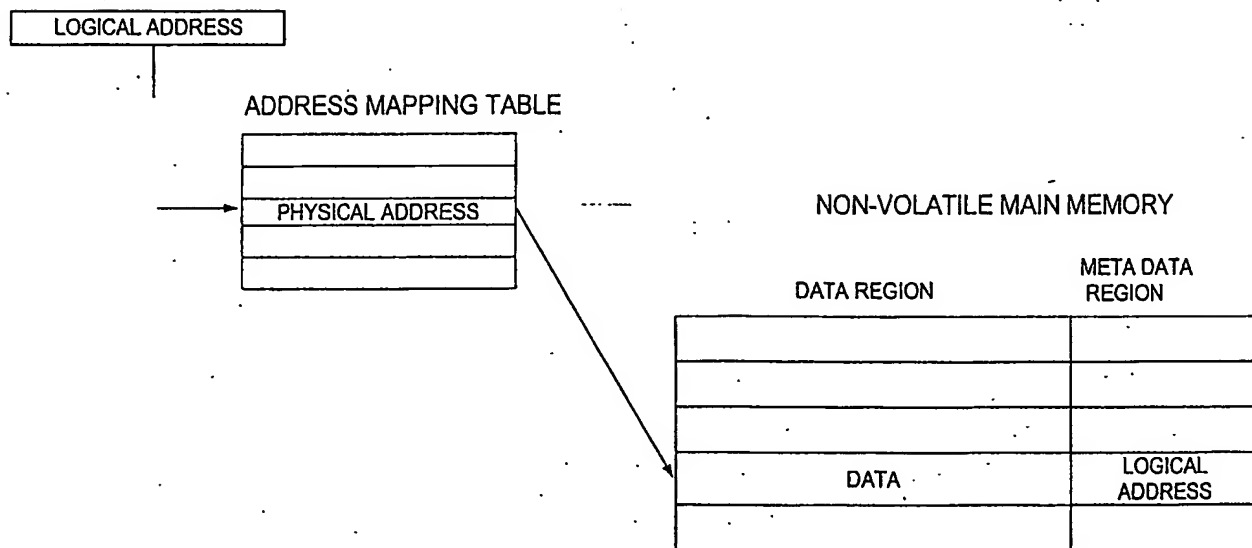 LOGICAL ADDRESS
ADDRESS MAPPING TABLE
PHYSICAL ADDRESS
NON-VOLATILE MAIN MEMORY
DATA REGION
META DATA
REGION
DATA
LOGICAL
ADDRESS